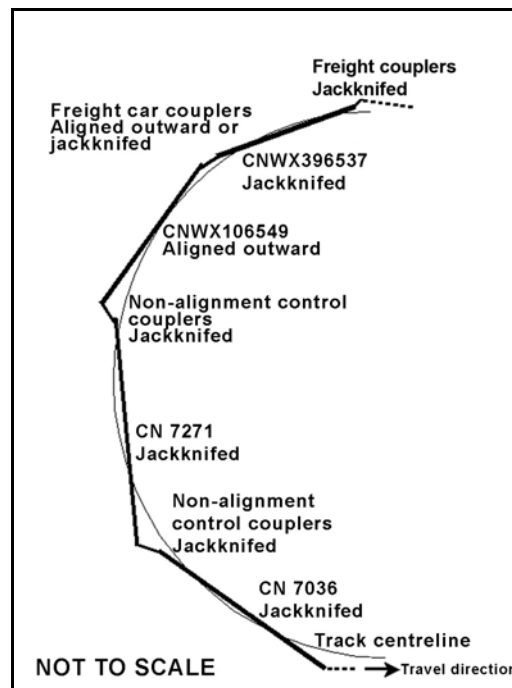 Freight couplers
Jackknifed
Freight car couplers
Aligned outward or
jackknifed
CNWX396537
Jackknifed
CNWX106549
Aligned outward
Non-alignment control
couplers
Jackknifed
CN 7271
Jackknifed
Non-alignment
control couplers
Jackknifed
CN 7036
Jackknifed
Track centreline
NOT TO SCALE
Travel direction